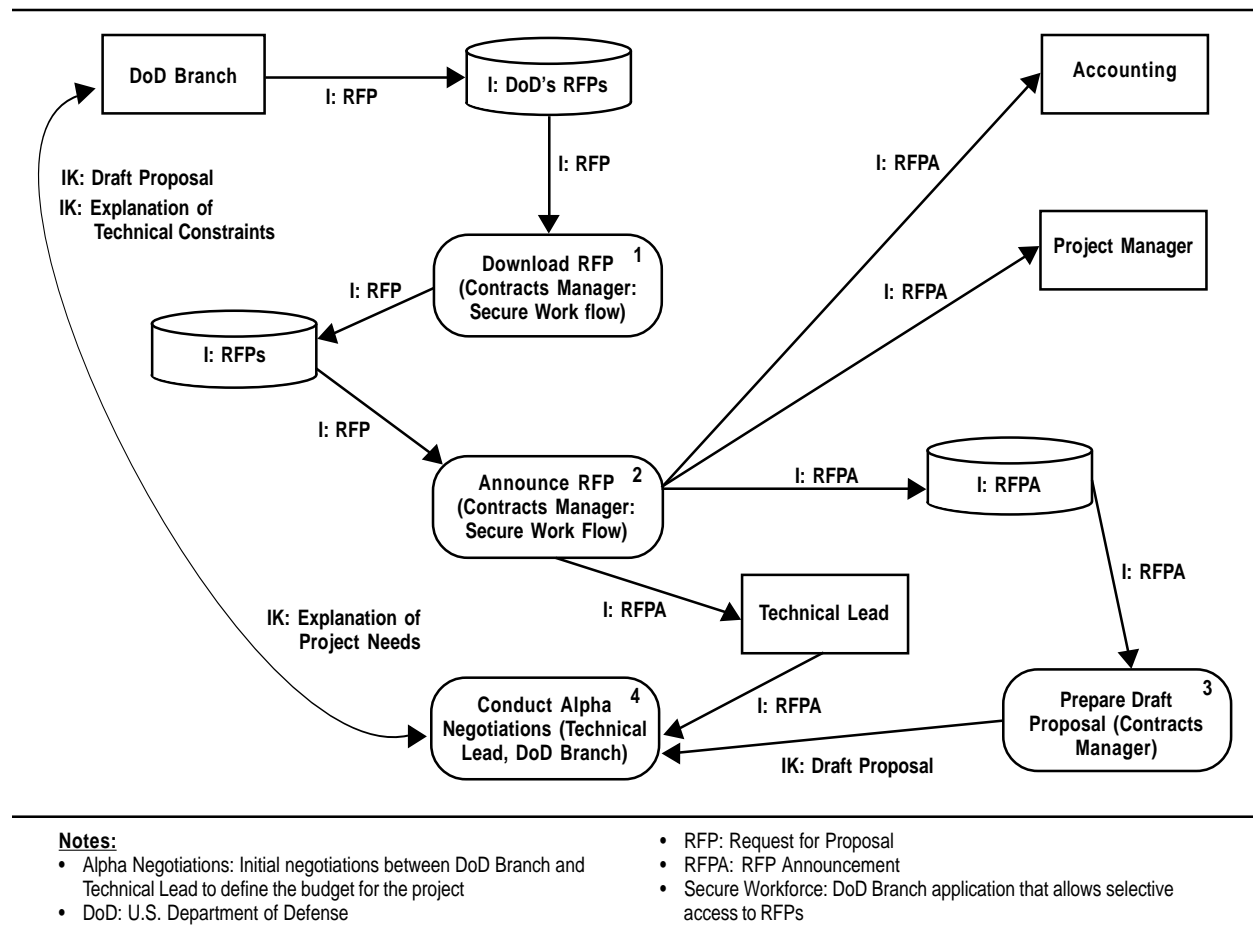 DoD Branch
I: RFP
I: DoD's RFPs
Accounting
I: RFP
I: RFPA
IK: Draft Proposal
IK: Explanation of
Technical Constraints
Project Manager
Download RFP 1
(Contracts Manager:
Secure Work flow)
I: RFP
I: RFPA
I: RFPs
I: RFP
Announce RFP 2
(Contracts Manager:
Secure Work Flow)
I: RFPA
I: RFPA
I: RFPA
I: RFPA
Technical Lead
IK: Explanation of
Project Needs
Conduct Alpha 4
Negotiations (Technical
Lead, DoD Branch)
I: RFPA
Prepare Draft 3
Proposal (Contracts
Manager)
IK: Draft Proposal
Notes:
• Alpha Negotiations: Initial negotiations between DoD Branch and
Technical Lead to define the budget for the project
• DoD: U.S. Department of Defense
• RFP: Request for Proposal
• RFPA: RFP Announcement
• Secure Workforce: DoD Branch application that allows selective
access to RFPs